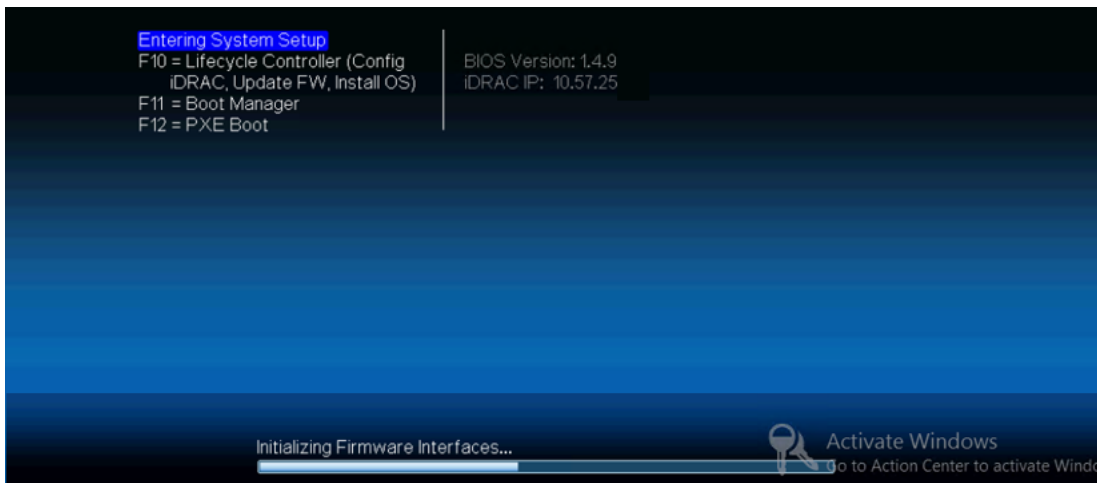 Entering System Setup
F10 = Lifecycle Controller (Config
iDRAC, Update FW, Install OS)
F11 = Boot Manager
F12 = PXE Boot
BIOS Version: 1.4.9
iDRAC IP: 10.57.25
Initializing Firmware Interfaces...
Activate Windows
Go to Action Center to activate Windo